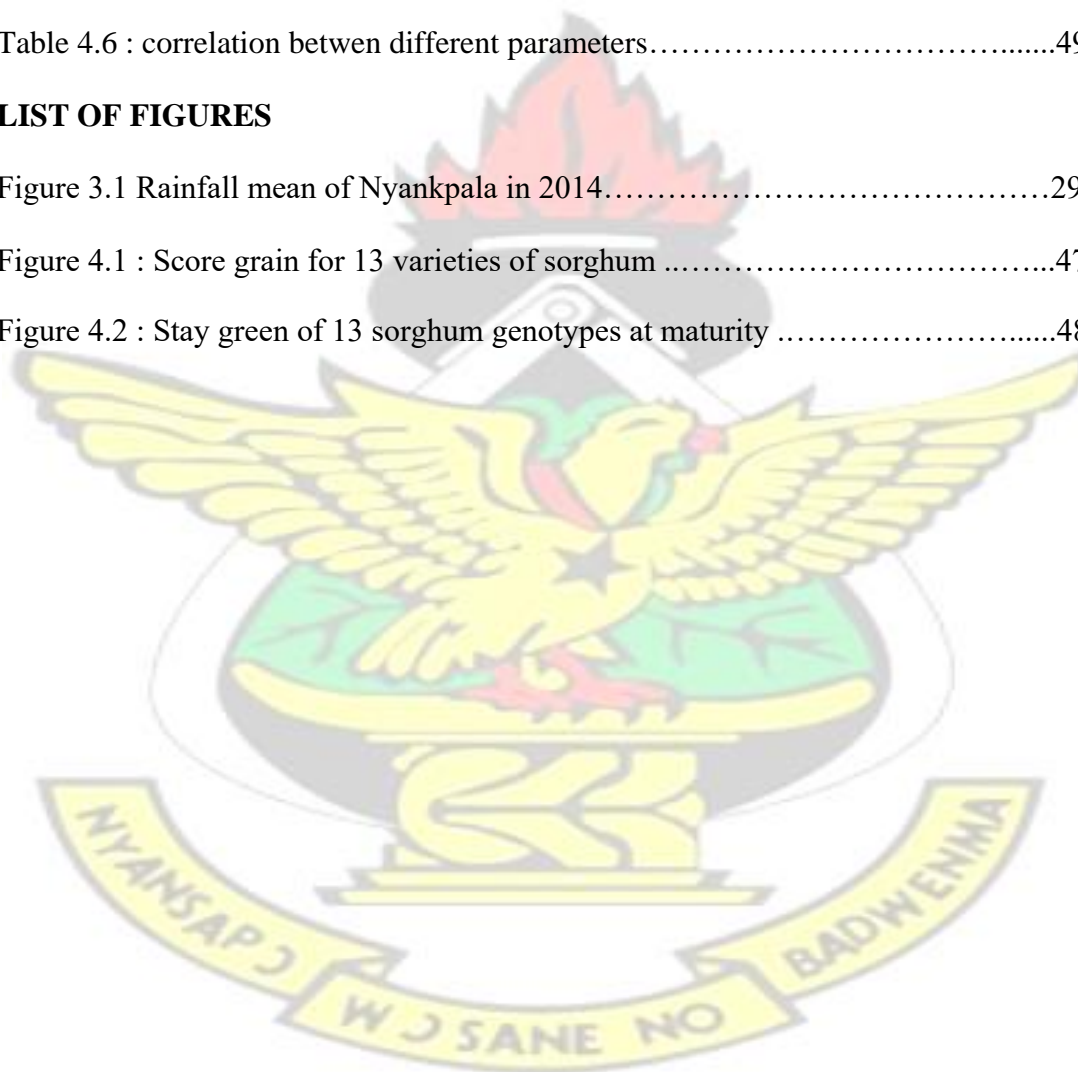 Table 4.6 : correlation betwen different parameters…………………………….......49
LIST OF FIGURES
Figure 3.1 Rainfall mean of Nyankpala in 2014……………………………………29
Figure 4.1 : Score grain for 13 varieties of sorghum ..…………………………...47
Figure 4.2 : Stay green of 13 sorghum genotypes at maturity ..………………….......48
NYANSAPƆ WƆSANE NO BADWENMA